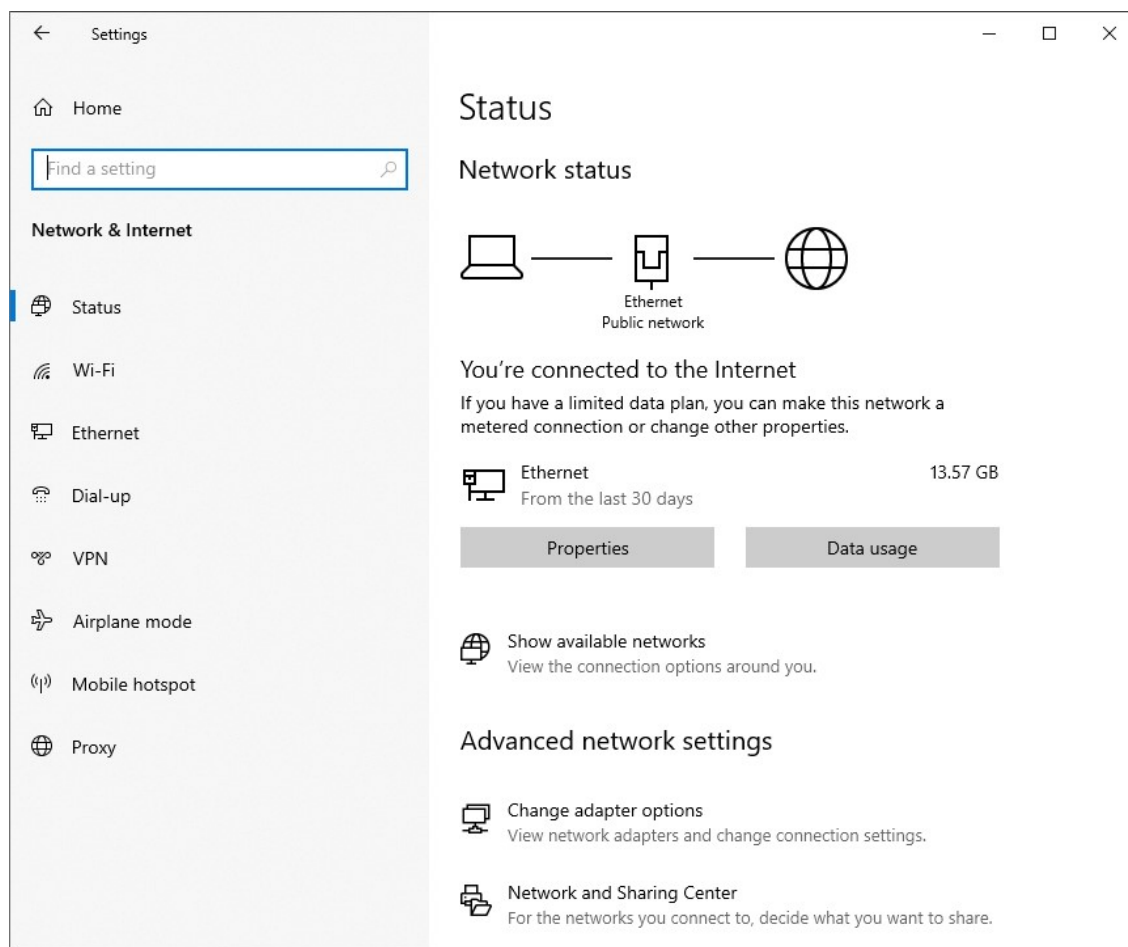 Settings
Home
Find a setting
Network & Internet
Status
Wi-Fi
Ethernet
Dial-up
VPN
Airplane mode
Mobile hotspot
Proxy
Status
Network status
Ethernet
Public network
You’re connected to the Internet
If you have a limited data plan, you can make this network a
metered connection or change other properties.
Ethernet 13.57 GB
From the last 30 days
Properties Data usage
Show available networks
View the connection options around you.
Advanced network settings
Change adapter options
View network adapters and change connection settings.
Network and Sharing Center
For the networks you connect to, decide what you want to share.